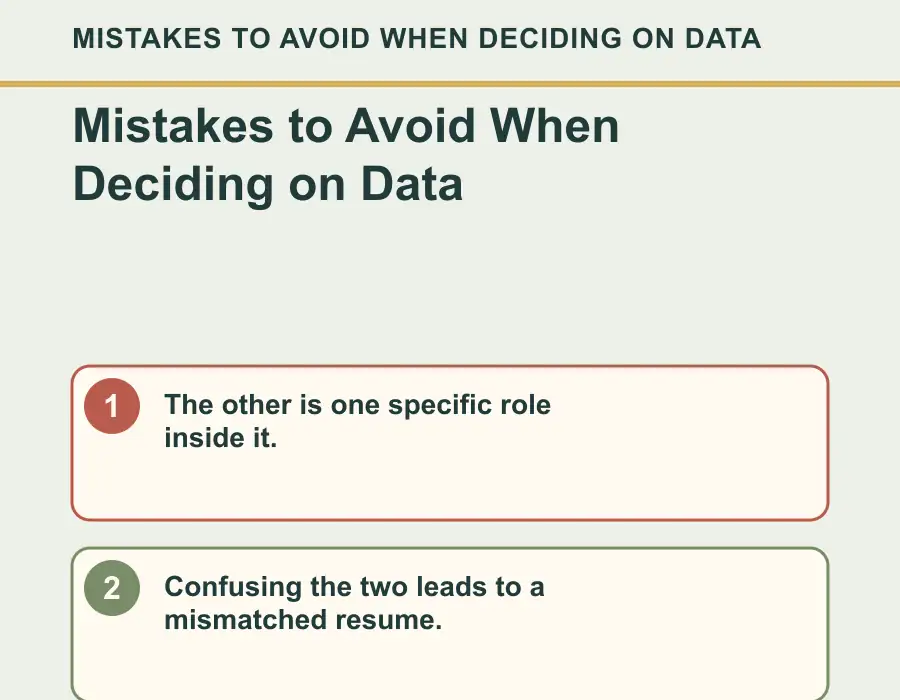 MISTAKES TO AVOID WHEN DECIDING ON DATA
Mistakes to Avoid When
Deciding on Data
1
The other is one specific role
inside it.
2
Confusing the two leads to a
mismatched resume.